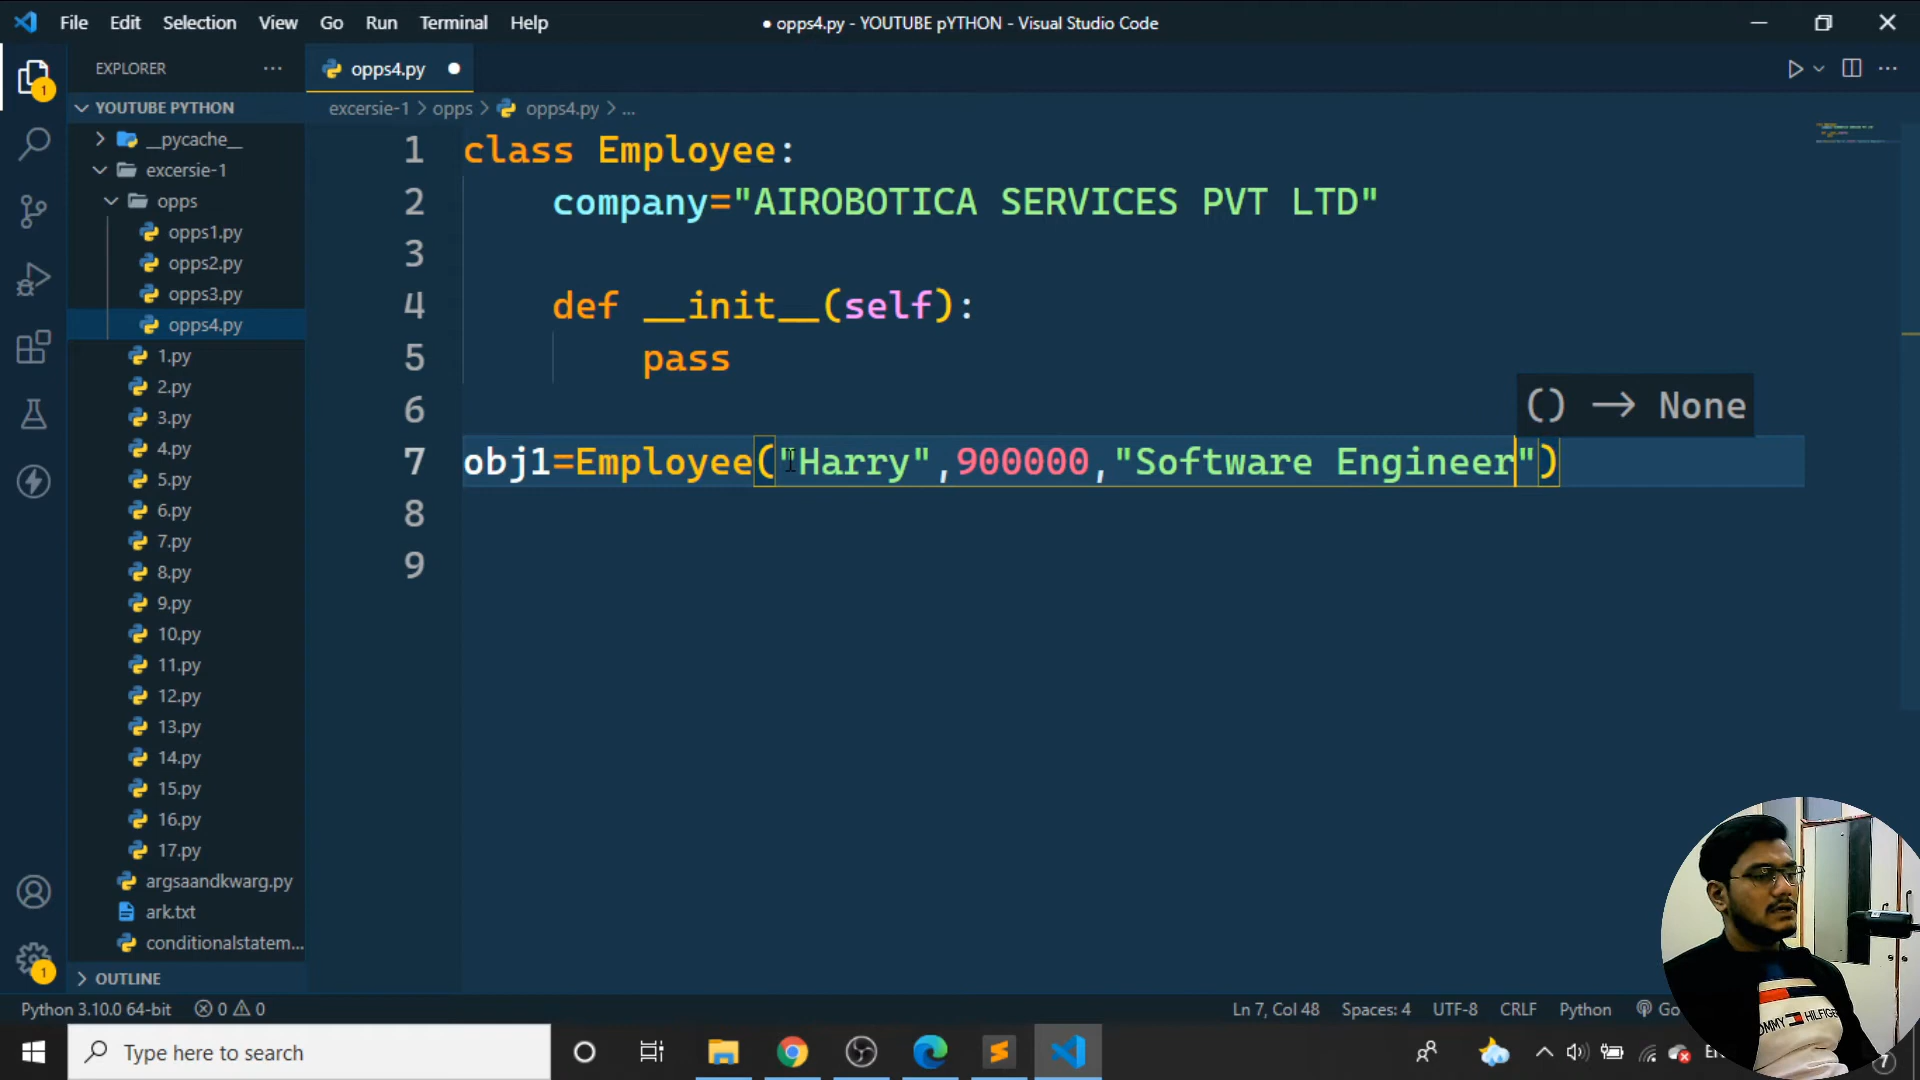 File Edit Selection View Go Run Terminal Help
● opps4.py - YOUTUBE pYTHON - Visual Studio Code
EXPLORER
opps4.py
YOUTUBE PYTHON
excersie-1 > opps > opps4.py > ...
__pycache__
excersie-1
opps
opps1.py
opps2.py
opps3.py
opps4.py
1.py
2.py
3.py
4.py
5.py
6.py
7.py
8.py
9.py
10.py
11.py
12.py
13.py
14.py
15.py
16.py
17.py
argsaandkwarg.py
ark.txt
conditionalstatem...
OUTLINE
1 class Employee:
2 company="AIROBOTICA SERVICES PVT LTD"
3
4 def __init__(self):
5 pass
6
() -> None
7 obj1=Employee("Harry",900000,"Software Engineer")
8
9
1
1
Python 3.10.0 64-bit 0 0
Ln 7, Col 48 Spaces: 4 UTF-8 CRLF Python Go
Type here to search
7